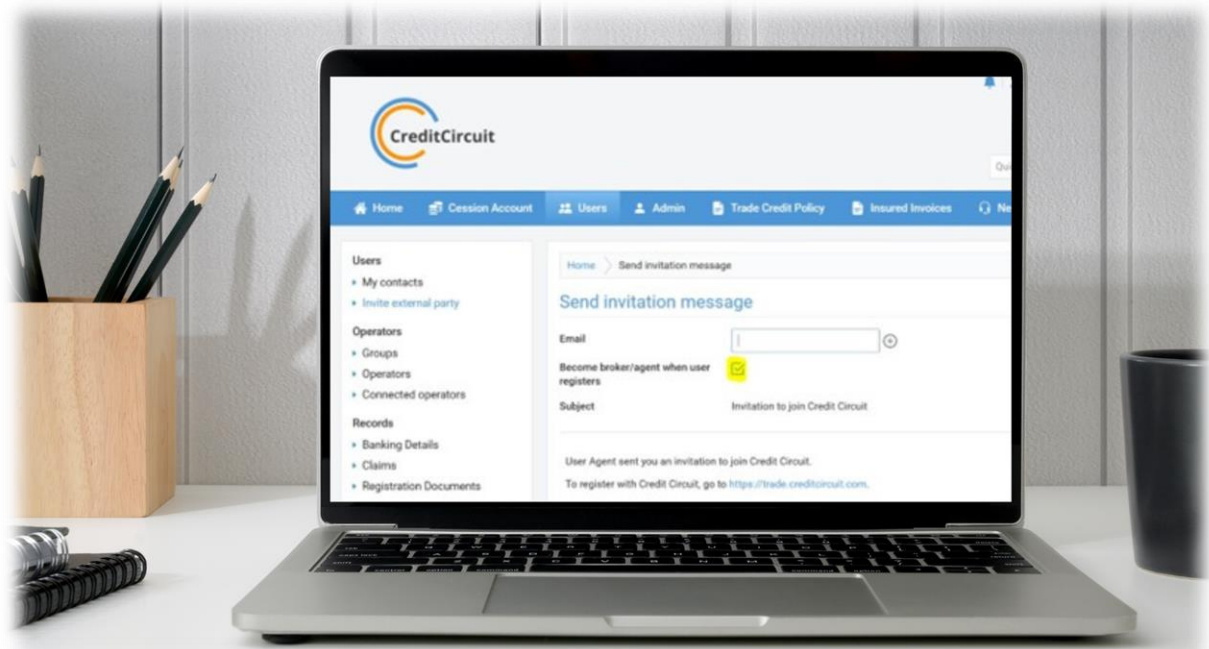 CreditCircuit
Home
Cession Account
Users
Admin
Trade Credit Policy
Insured Invoices
Users
My contacts
Invite external party
Operators
Groups
Operators
Connected operators
Records
Banking Details
Claims
Registration Documents
Home
Send invitation message
Send invitation message
Email
Become broker/agent when user
registers
Subject
Invitation to join Credit Circuit
User Agent sent you an invitation to join Credit Circuit.
To register with Credit Circuit, go to https://trade.creditcircuit.com.